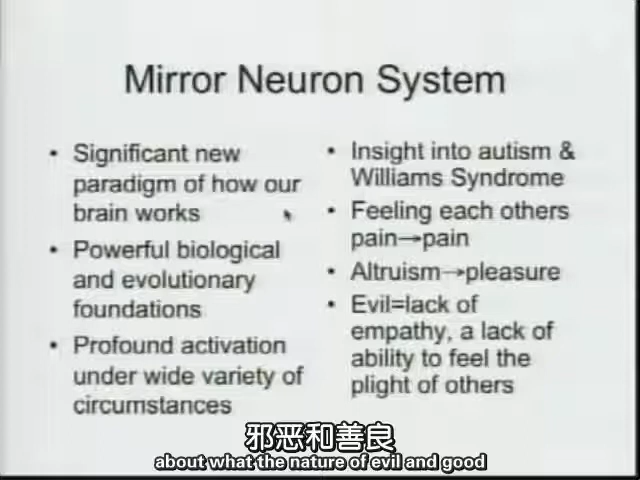 Mirror Neuron System
• Significant new
paradigm of how our
brain works
• Powerful biological
and evolutionary
foundations
• Profound activation
under wide variety of
circumstances
• Insight into autism &
Williams Syndrome
• Feeling each others
pain→pain
• Altruism→pleasure
• Evil=lack of
empathy, a lack of
ability to feel the
plight of others
邪恶和善良
about what the nature of evil and good